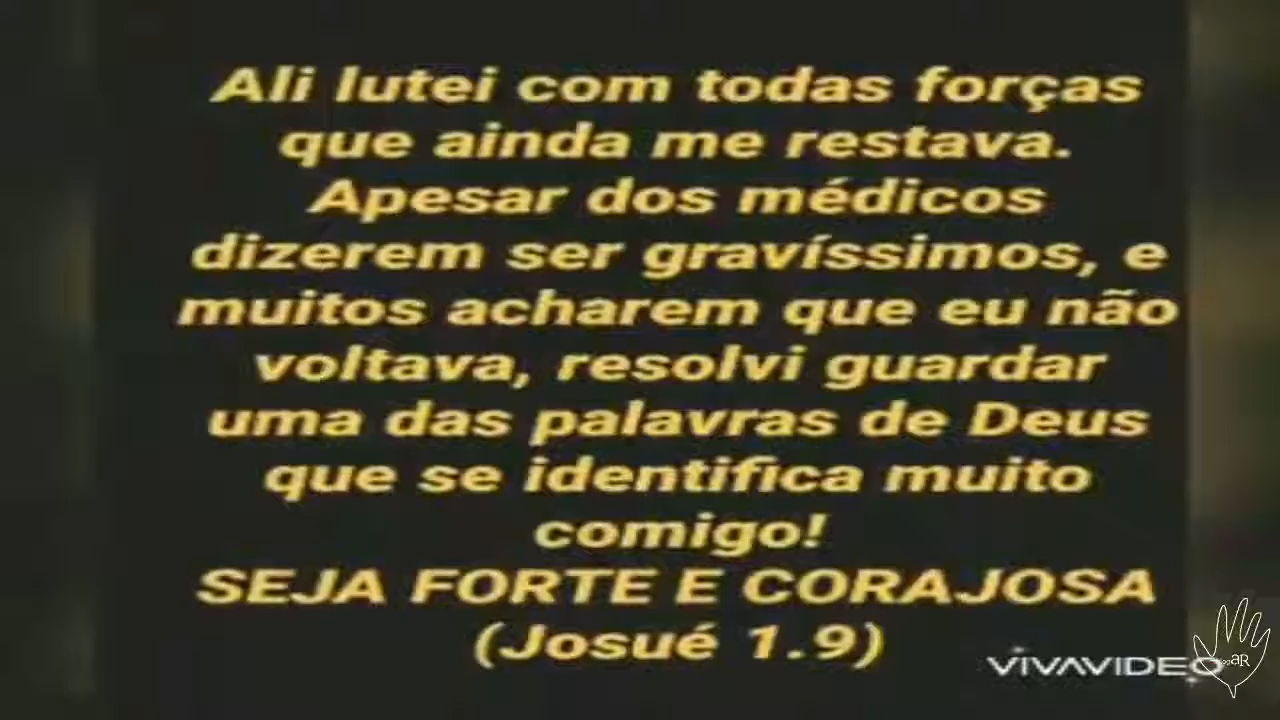 Ali lutei com todas forças
que ainda me restava.
Apesar dos médicos
dizerem ser gravíssimos, e
muitos acharem que eu não
voltava, resolvi guardar
uma das palavras de Deus
que se identifica muito
comigo!
SEJA FORTE E CORAJOSA
(Josué 1.9)
VIVAVIDEO